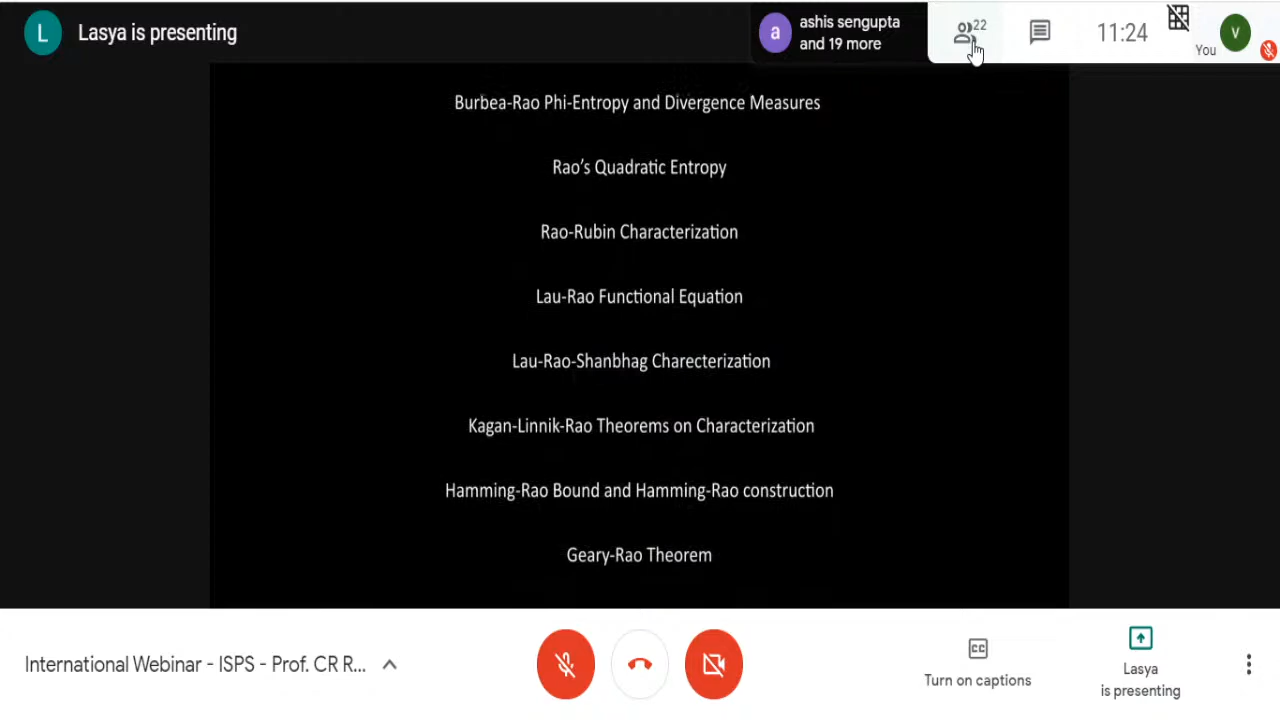 L
Lasya is presenting
a
ashis sengupta
and 19 more
22
11:24
You
V
Burbea-Rao Phi-Entropy and Divergence Measures
Rao’s Quadratic Entropy
Rao-Rubin Characterization
Lau-Rao Functional Equation
Lau-Rao-Shanbhag Charecterization
Kagan-Linnik-Rao Theorems on Characterization
Hamming-Rao Bound and Hamming-Rao construction
Geary-Rao Theorem
International Webinar - ISPS - Prof. CR R...
CC
Turn on captions
Lasya
is presenting